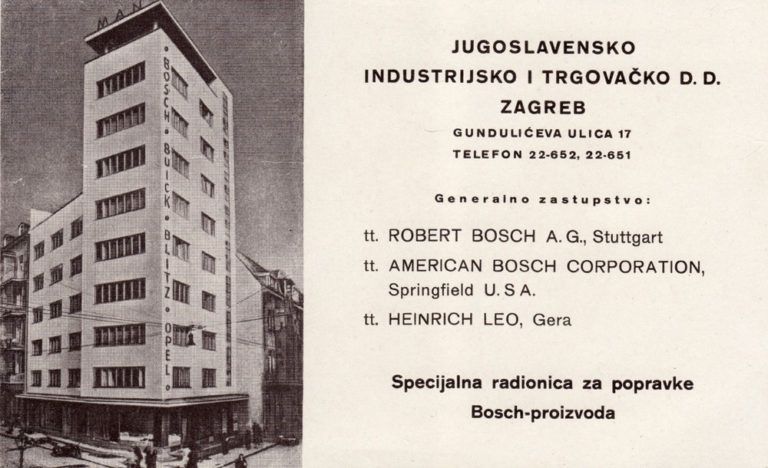 MAN
BOSCH · BUICK · BLITZ · OPEL
JUGOSLAVENSKO
INDUSTRIJSKO I TRGOVAČKO D. D.
ZAGREB
GUNDULIĆEVA ULICA 17
TELEFON 22-652, 22-651
Generalno zastupstvo:
tt. ROBERT BOSCH A. G., Stuttgart
tt. AMERICAN BOSCH CORPORATION,
Springfield U. S A.
tt. HEINRICH LEO, Gera
Specijalna radionica za popravke
Bosch-proizvoda